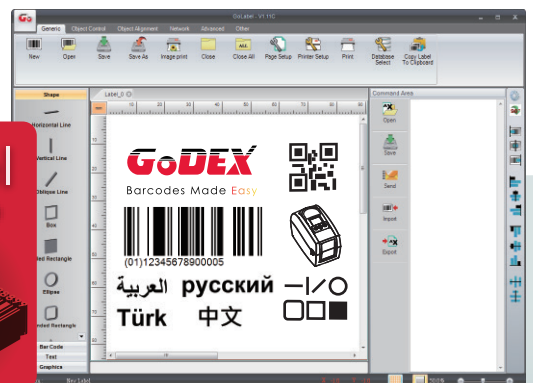 Go
GoLabel - V1.11C
Generic Object Control Object Alignment Network Advanced Other
New Open Save Save As Image print Close Close All Page Setup Printer Setup Print Database Select Copy Label To Clipboard
Shape
Label_0
Command Area
Horizontal Line
Vertical Line
Oblique Line
Box
Ellipse
Bar Code
Text
Graphics
GoDEX
Barcodes Made Easy
(01)12345678900005
العربية русский
Türk 中文
Open
Save
Send
Import
Export